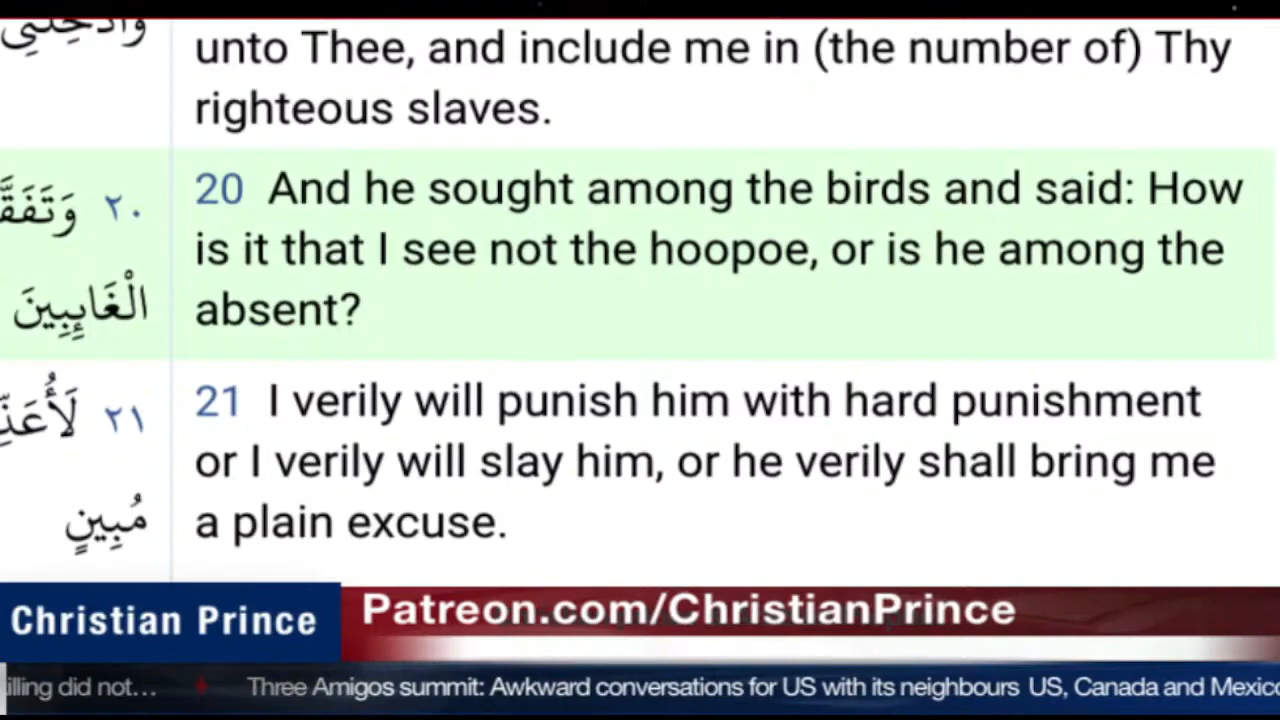 وَأَدْخِلْنِي
unto Thee, and include me in (the number of) Thy
righteous slaves.
٢٠ وَتَفَقَّ
20 And he sought among the birds and said: How
is it that I see not the hoopoe, or is he among the
الْغَايِبِينَ
absent?
٢١ لَأُعَذِّ
21 I verily will punish him with hard punishment
or I verily will slay him, or he verily shall bring me
مُبِينٍ
a plain excuse.
Christian Prince
Patreon.com/ChristianPrince
illing did not... Three Amigos summit: Awkward conversations for US with its neighbours US, Canada and Mexico